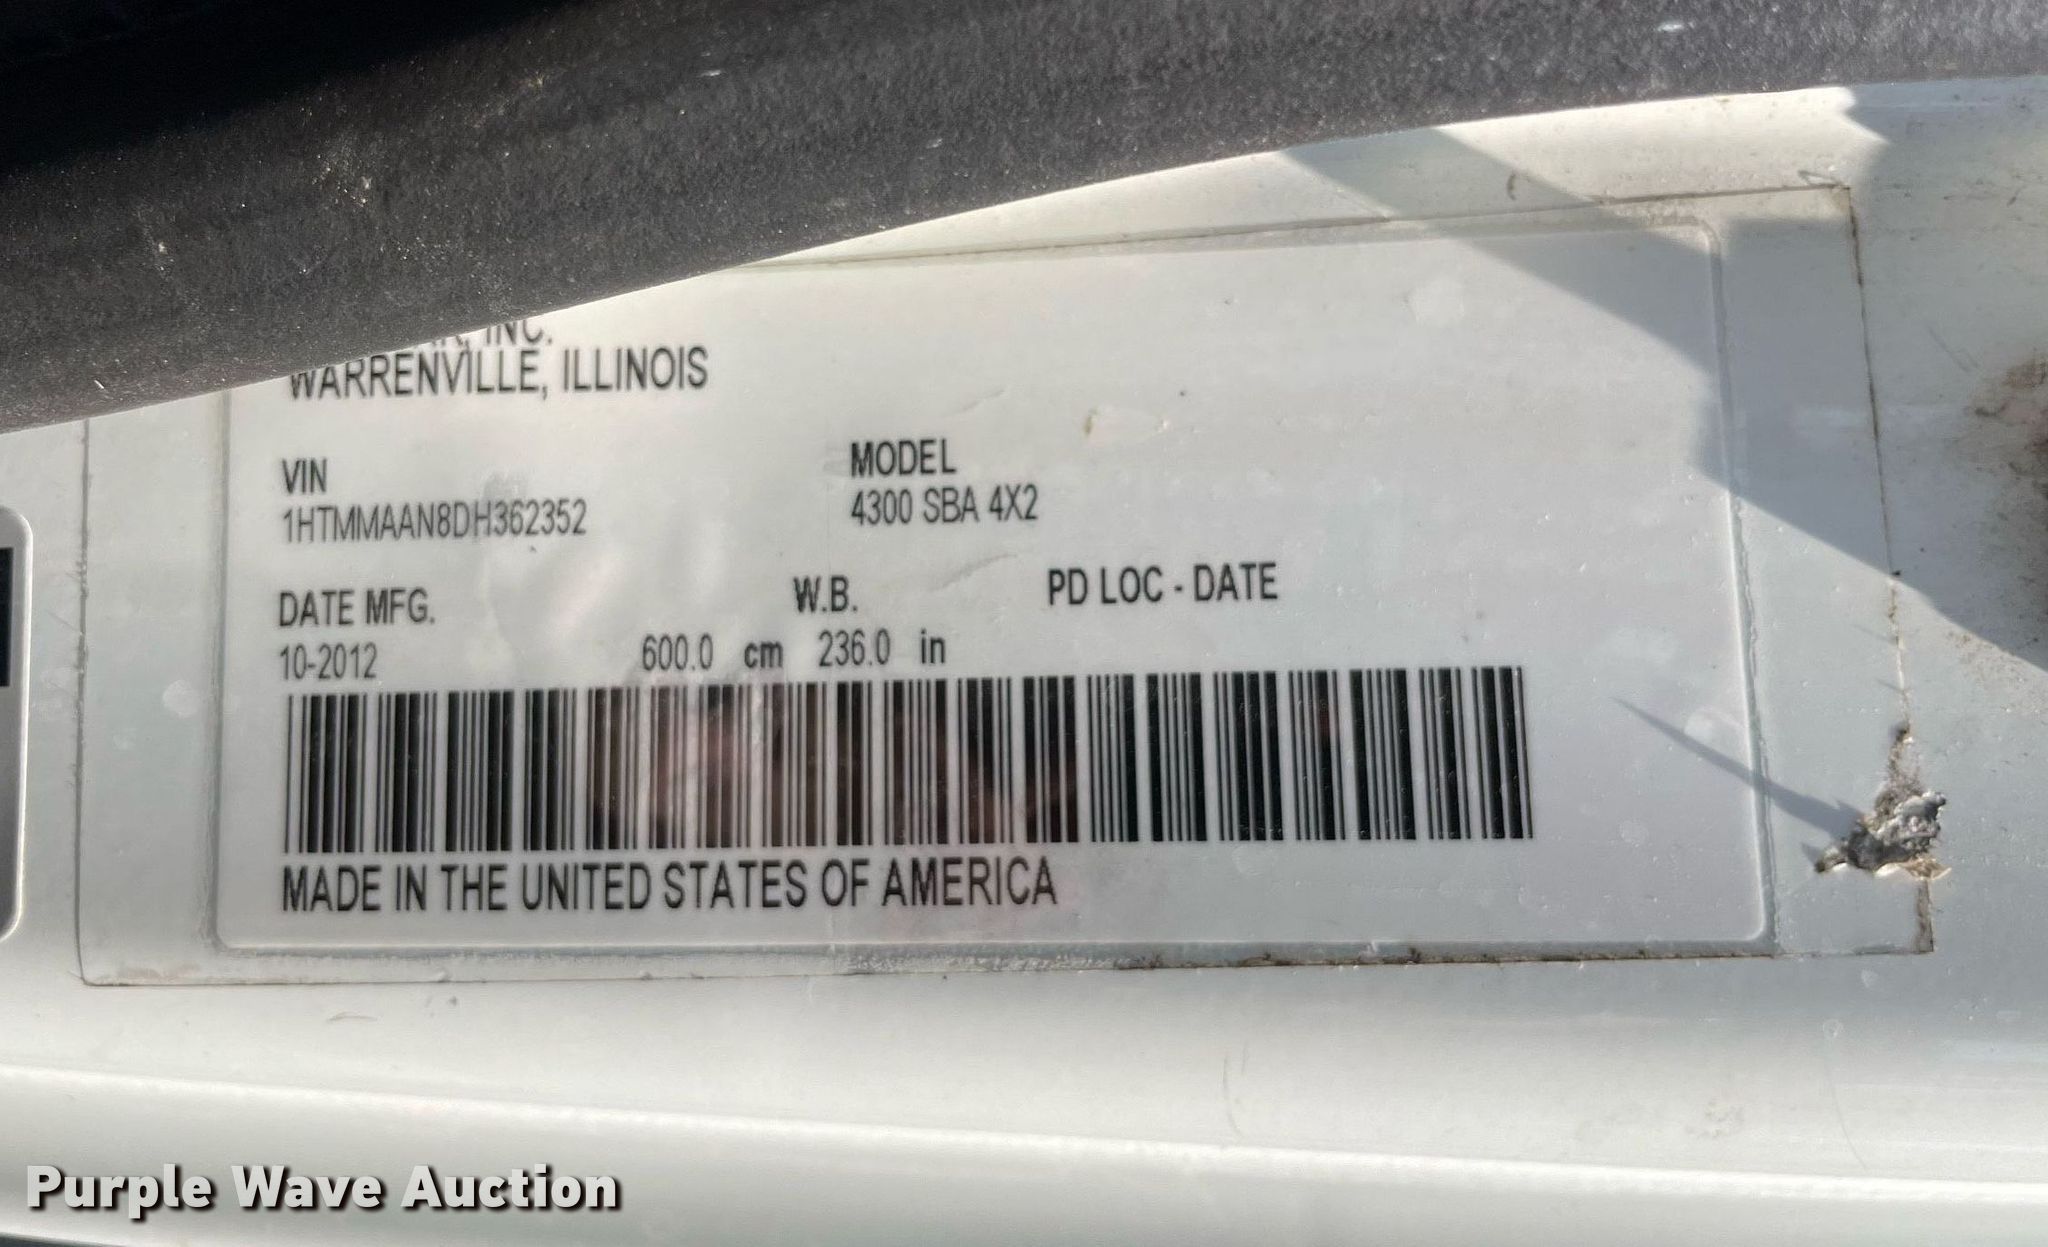 INC.
WARRENVILLE, ILLINOIS
VIN
1HTMMAAN8DH362352
MODEL
4300 SBA 4X2
DATE MFG.
10-2012
W.B.
600.0 cm 236.0 in
PD LOC - DATE
MADE IN THE UNITED STATES OF AMERICA
Purple Wave Auction